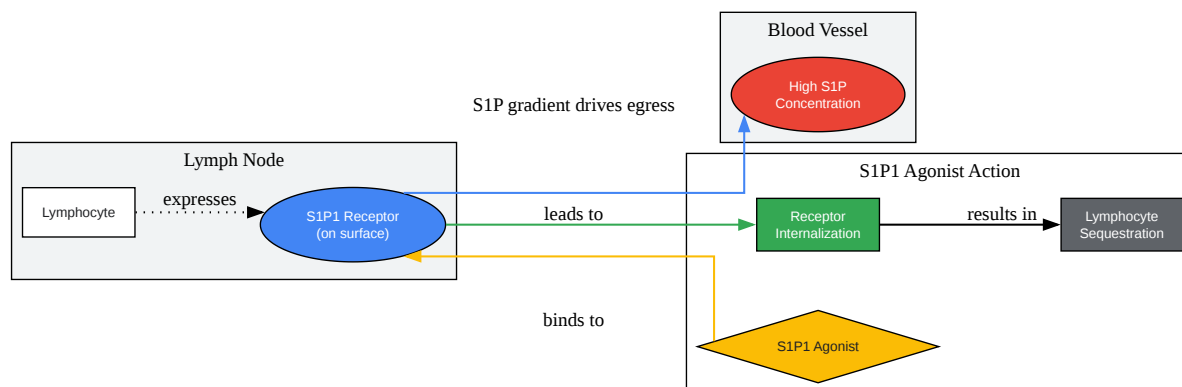 Blood Vessel
High S1P
Concentration
S1P gradient drives egress
Lymph Node
S1P1 Agonist Action
Lymphocyte
expresses
S1P1 Receptor
(on surface)
leads to
Receptor
Internalization
results in
Lymphocyte
Sequestration
binds to
S1P1 Agonist